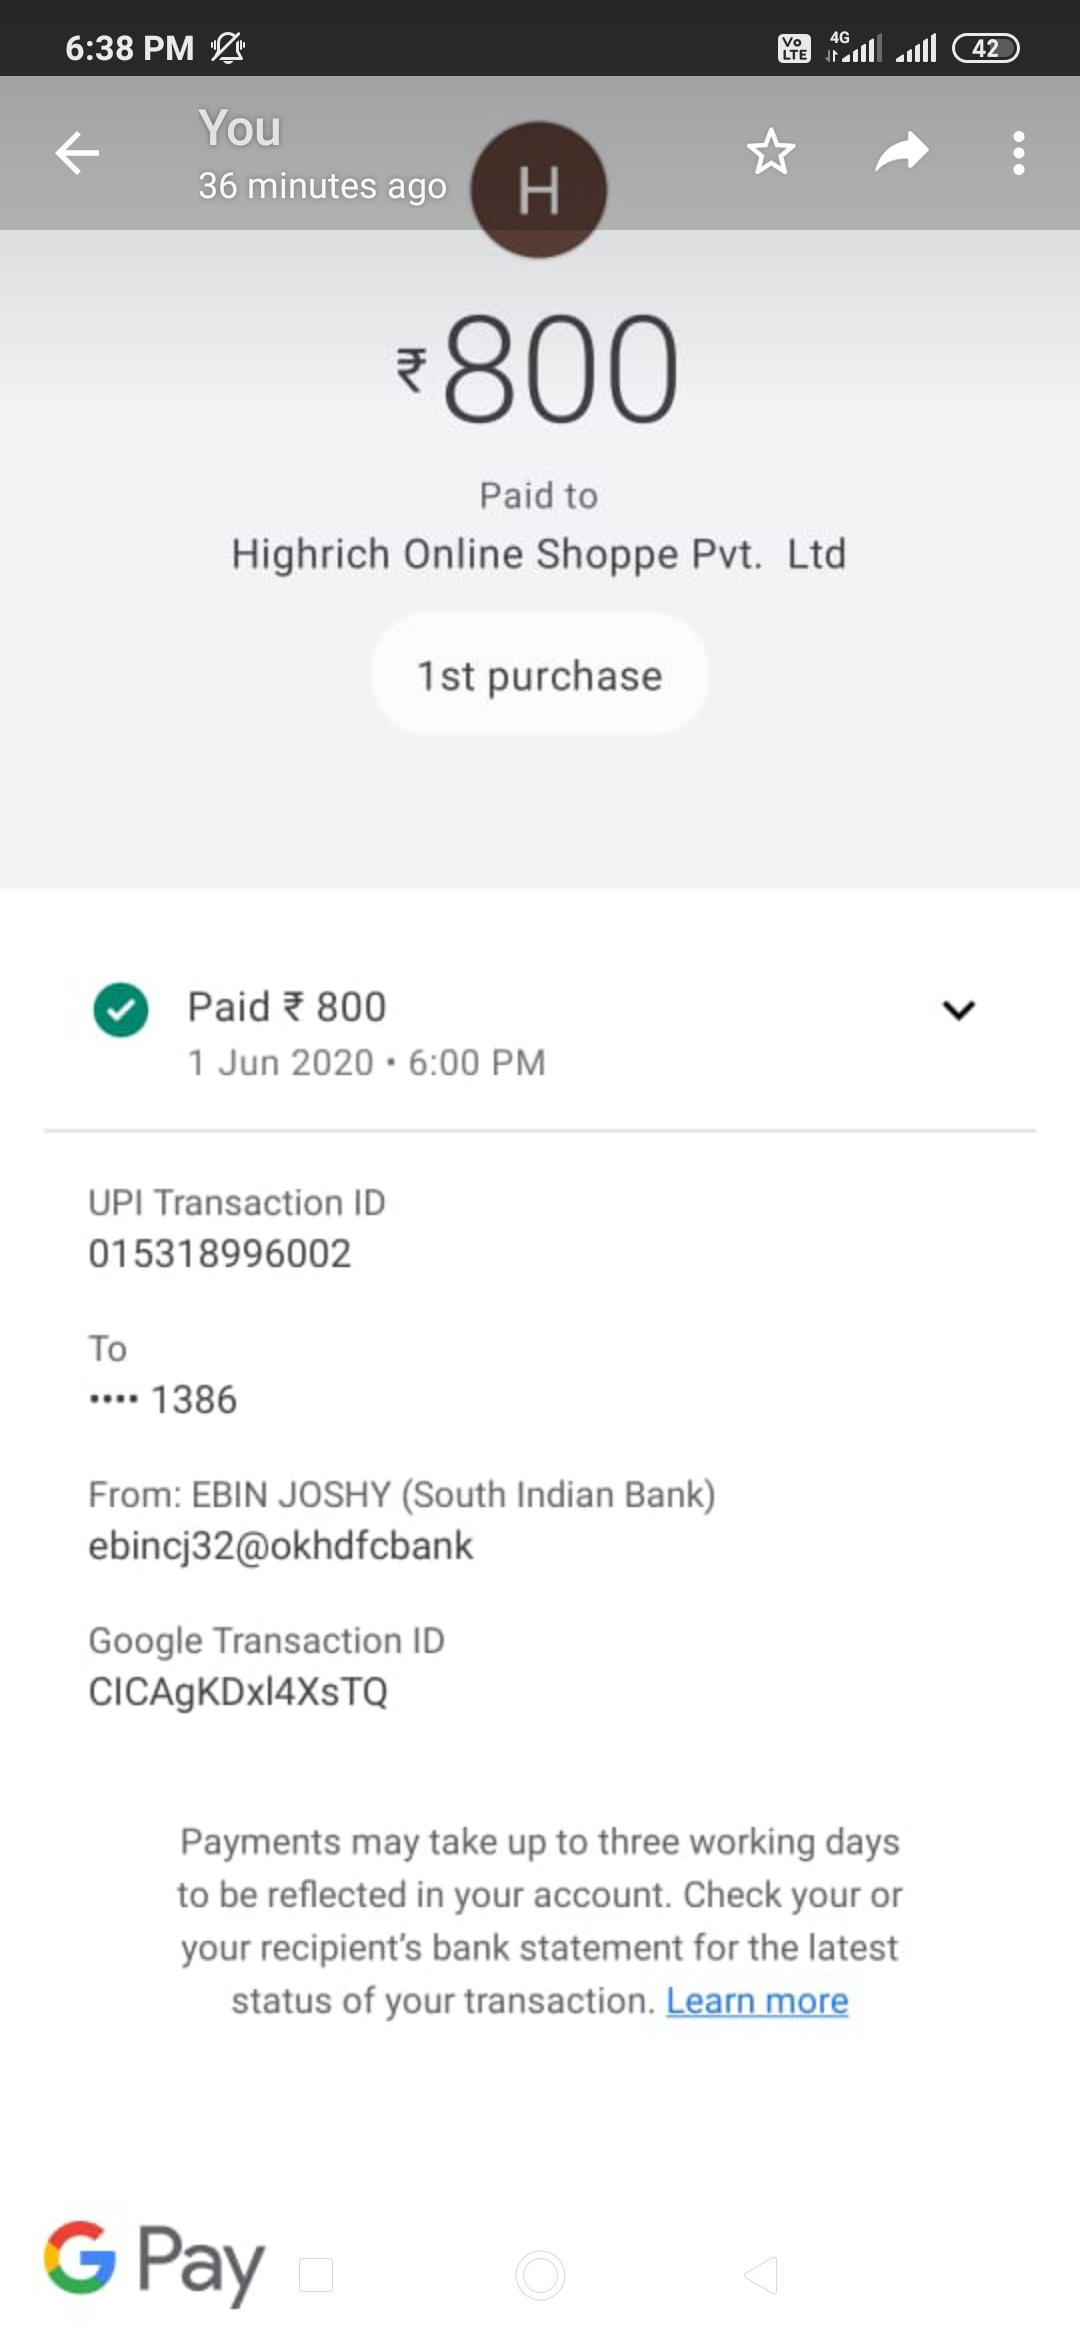 6:38 PM
Vo LTE 4G 42
You
36 minutes ago
H
₹800
Paid to
Highrich Online Shoppe Pvt. Ltd
1st purchase
Paid ₹ 800
1 Jun 2020 • 6:00 PM
UPI Transaction ID
015318996002
To
•••• 1386
From: EBIN JOSHY (South Indian Bank)
ebincj32@okhdfcbank
Google Transaction ID
CICAgKDxl4XsTQ
Payments may take up to three working days
to be reflected in your account. Check your or
your recipient's bank statement for the latest
status of your transaction. Learn more
G Pay